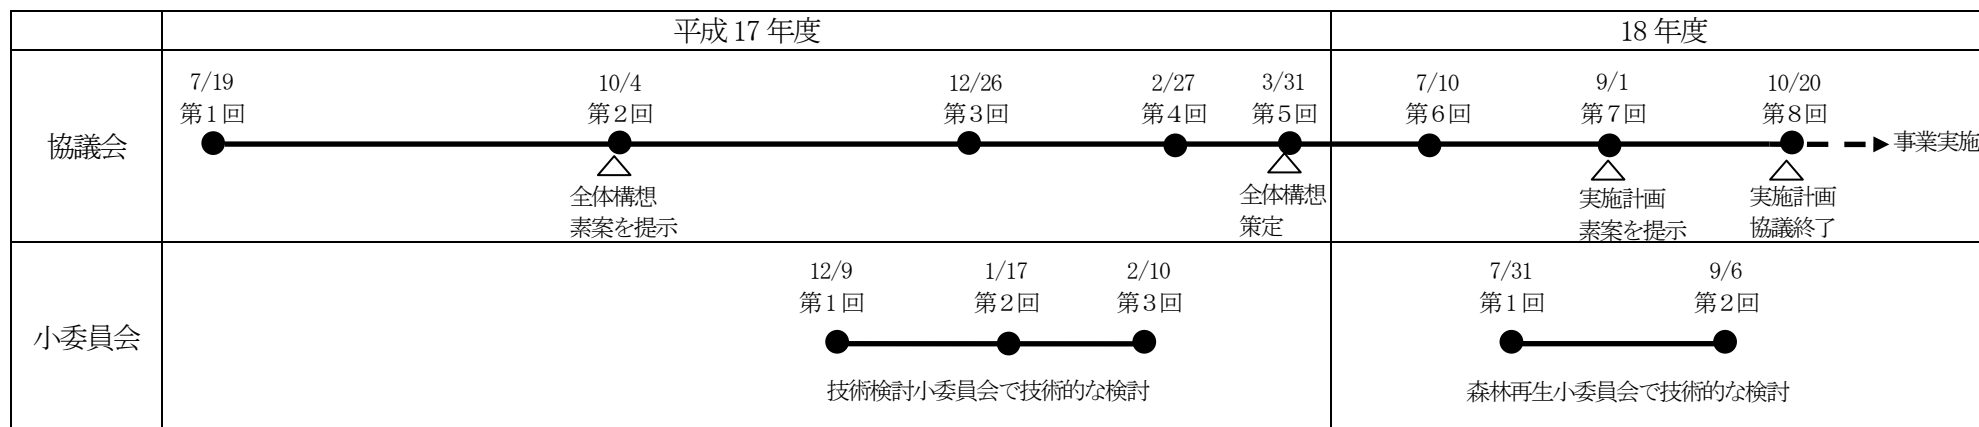 平成17年度
18年度
協議会
7/19
第1回
10/4
第2回
12/26
第3回
2/27
第4回
3/31
第5回
7/10
第6回
9/1
第7回
10/20
第8回
事業実施
全体構想
素案を提示
全体構想
策定
実施計画
素案を提示
実施計画
協議終了
小委員会
12/9
第1回
1/17
第2回
2/10
第3回
7/31
第1回
9/6
第2回
技術検討小委員会で技術的な検討
森林再生小委員会で技術的な検討